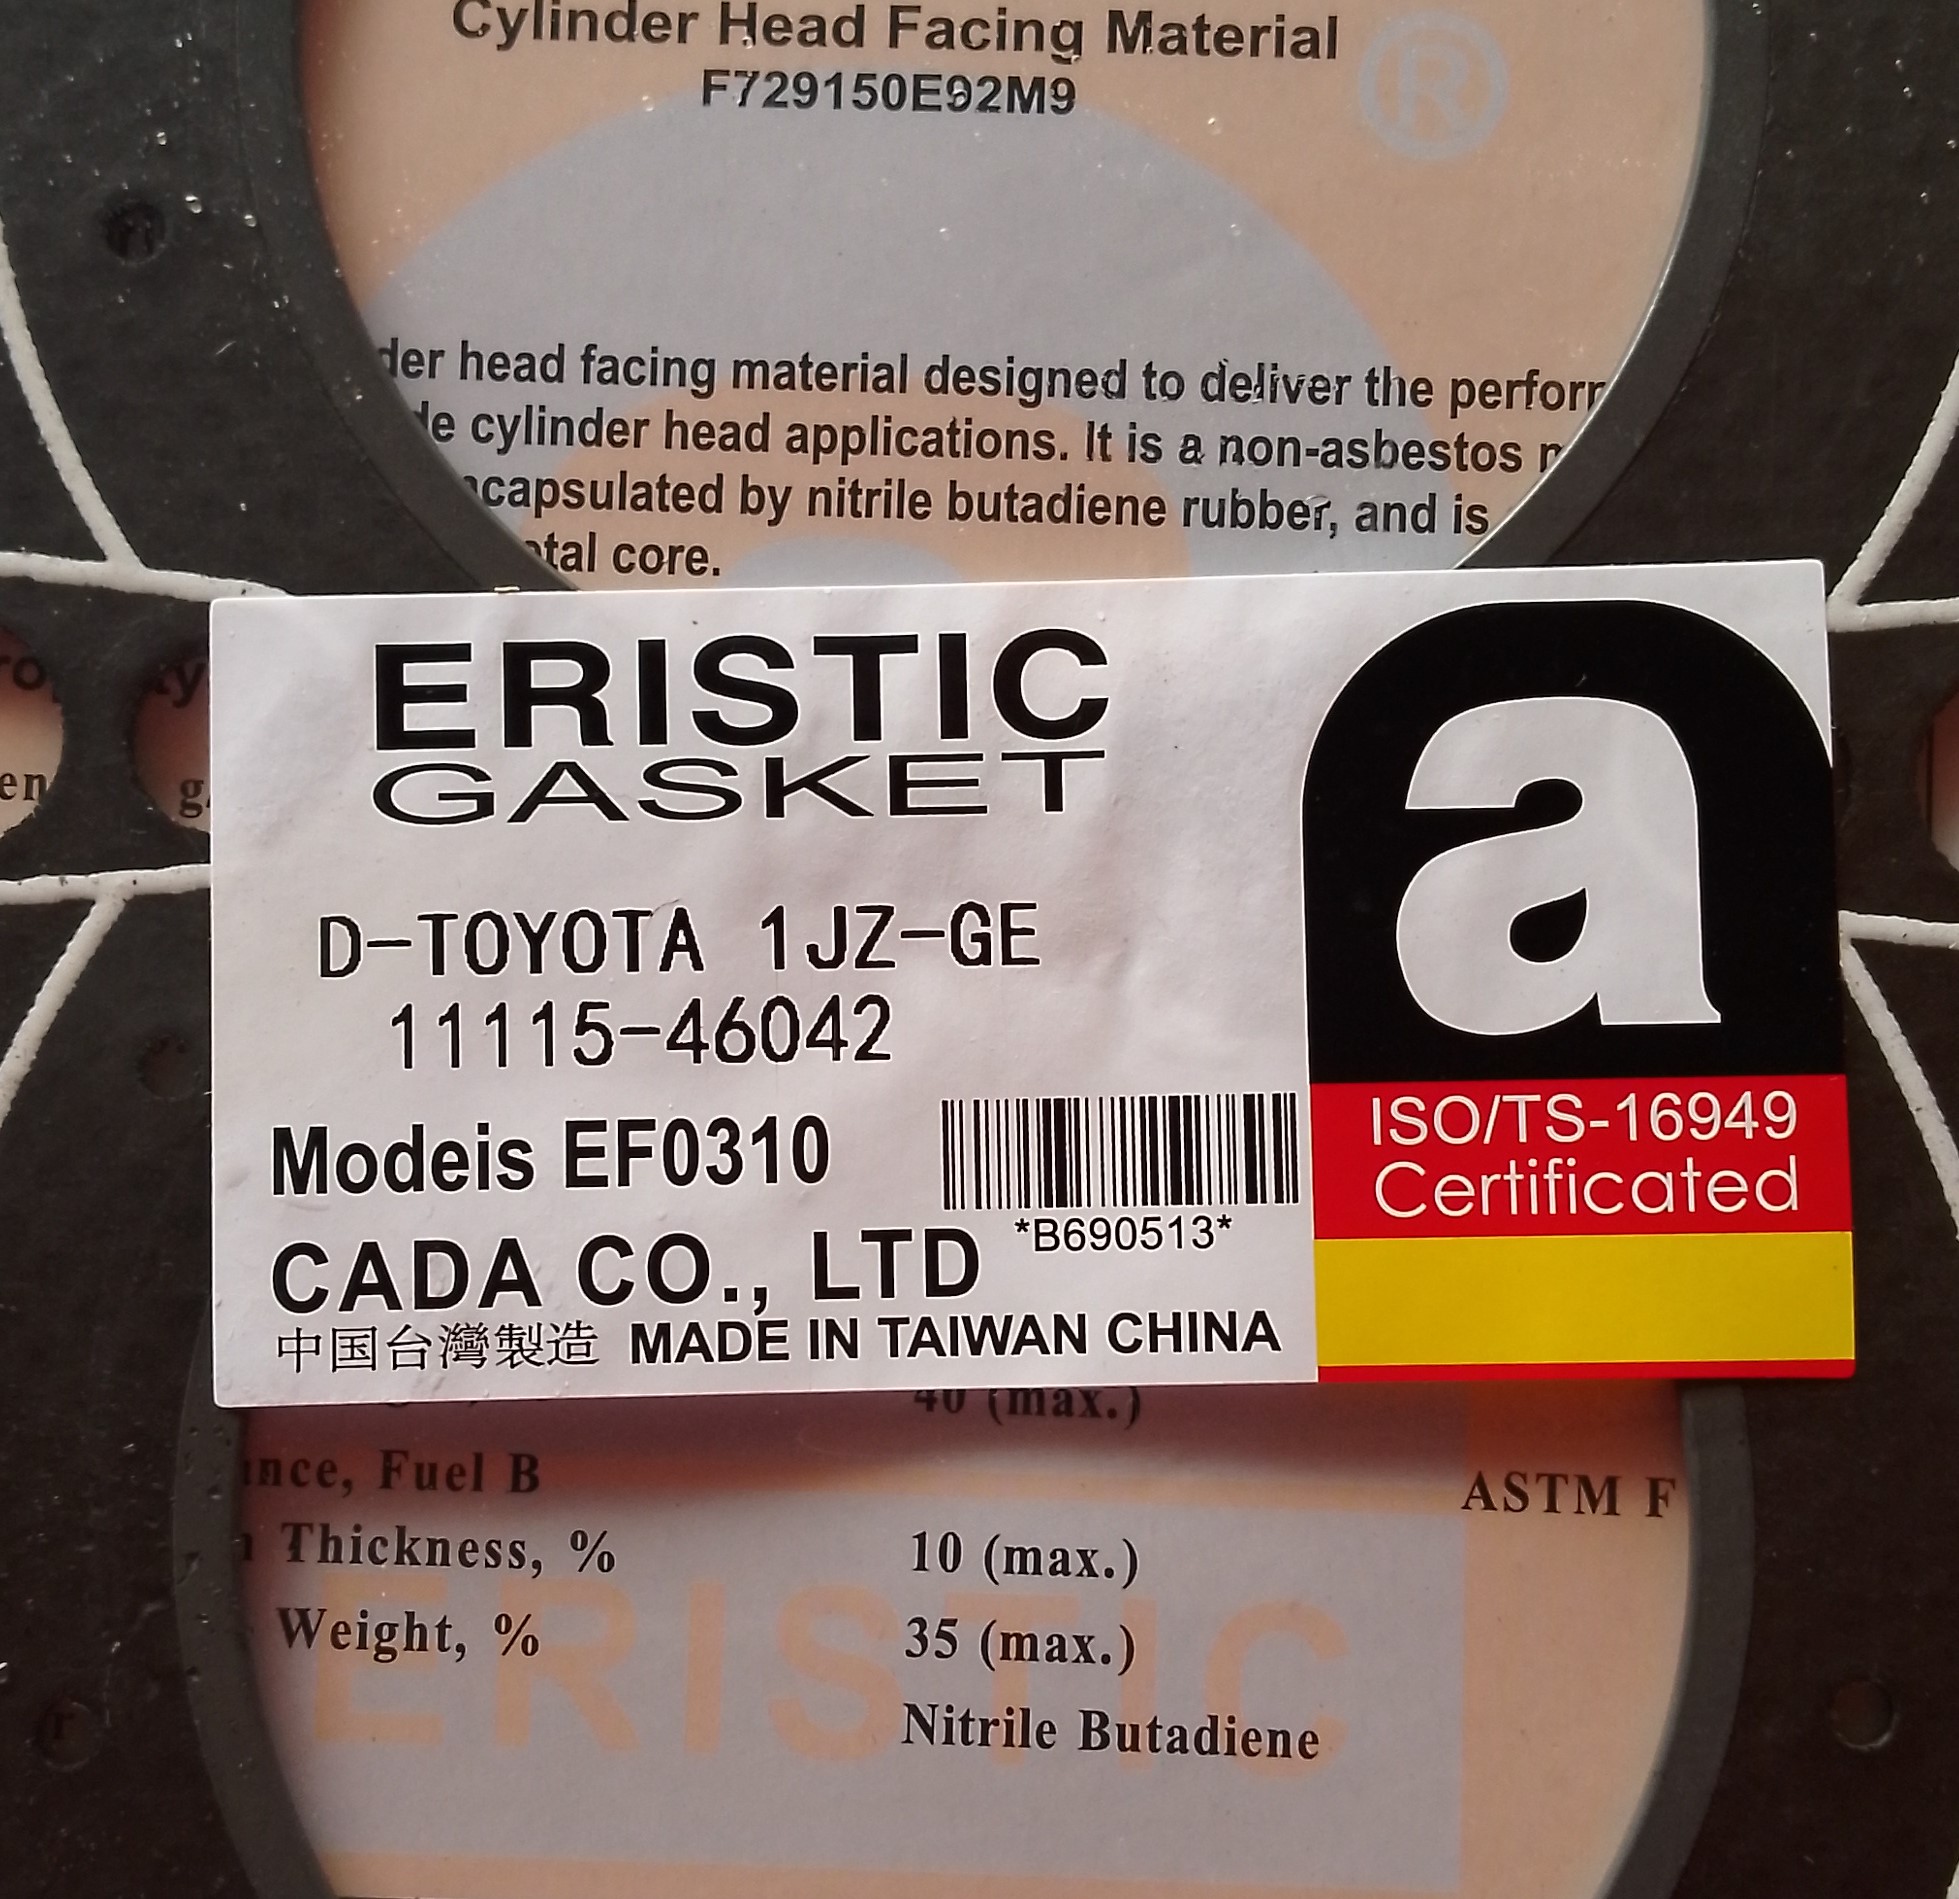 Cylinder Head Facing Material
F729150E92M9
®
der head facing material designed to deliver the perforr
de cylinder head applications. It is a non-asbestos
ncapsulated by nitrile butadiene rubber, and is
etal core.
ERISTIC
GASKET
a
D-TOYOTA 1JZ-GE
11115-46042
Modeis EF0310
*B690513*
ISO/TS-16949
Certificated
CADA CO., LTD
中国台灣製造 MADE IN TAIWAN CHINA
40 (max.)
ance, Fuel B
ASTM F
Thickness, % 10 (max.)
Weight, % 35 (max.)
ERISTIC
Nitrile Butadiene